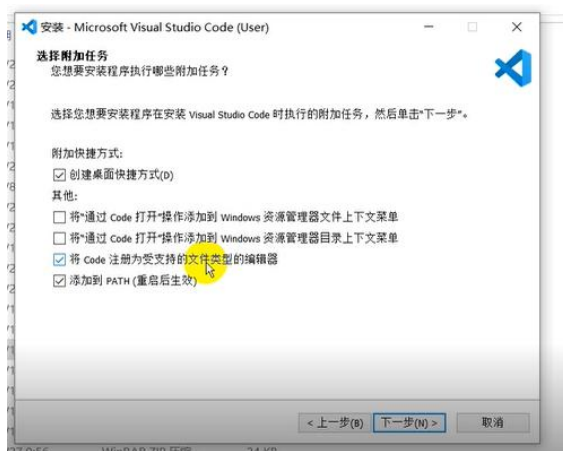 安装 - Microsoft Visual Studio Code (User)
选择附加任务
您想要安装程序执行哪些附加任务?
选择您想要安装程序在安装 Visual Studio Code 时执行的附加任务,然后单击"下一步"。
附加快捷方式:
创建桌面快捷方式(D)
其他:
将"通过 Code 打开"操作添加到 Windows 资源管理器文件上下文菜单
将"通过 Code 打开"操作添加到 Windows 资源管理器目录上下文菜单
将 Code 注册为受支持的文件类型的编辑器
添加到 PATH (重启后生效)
< 上一步(B)
下一步(N) >
取消